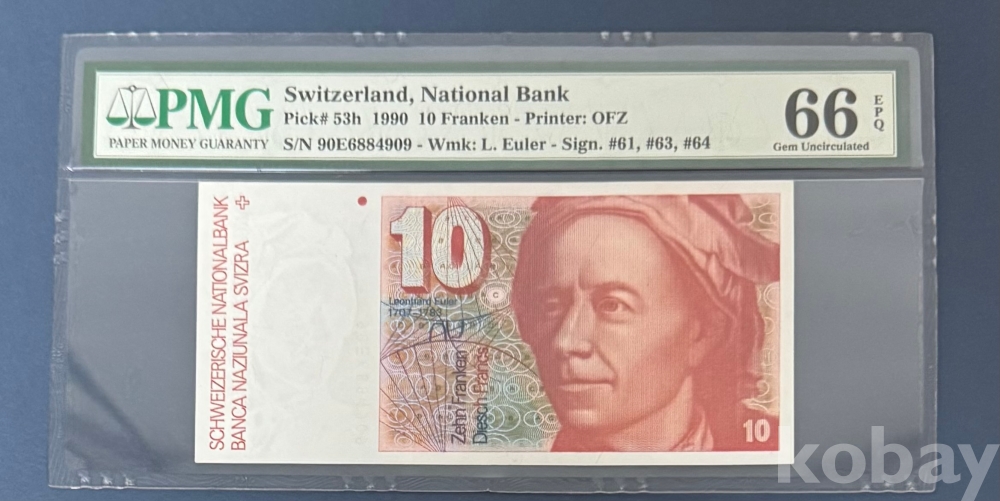 PMG
PAPER MONEY GUARANTY
Switzerland, National Bank
Pick# 53h 1990 10 Franken - Printer: OFZ
S/N 90E6884909 - Wmk: L. Euler - Sign. #61, #63, #64
66
EPQ
Gem Uncirculated
SCHWEIZERISCHE NATIONALBANK
BANCA NAZIUNALA SVIZRA
10
Leonhard Euler
1707–1783
Zehn Franken
Diesch Francs
10
kobay